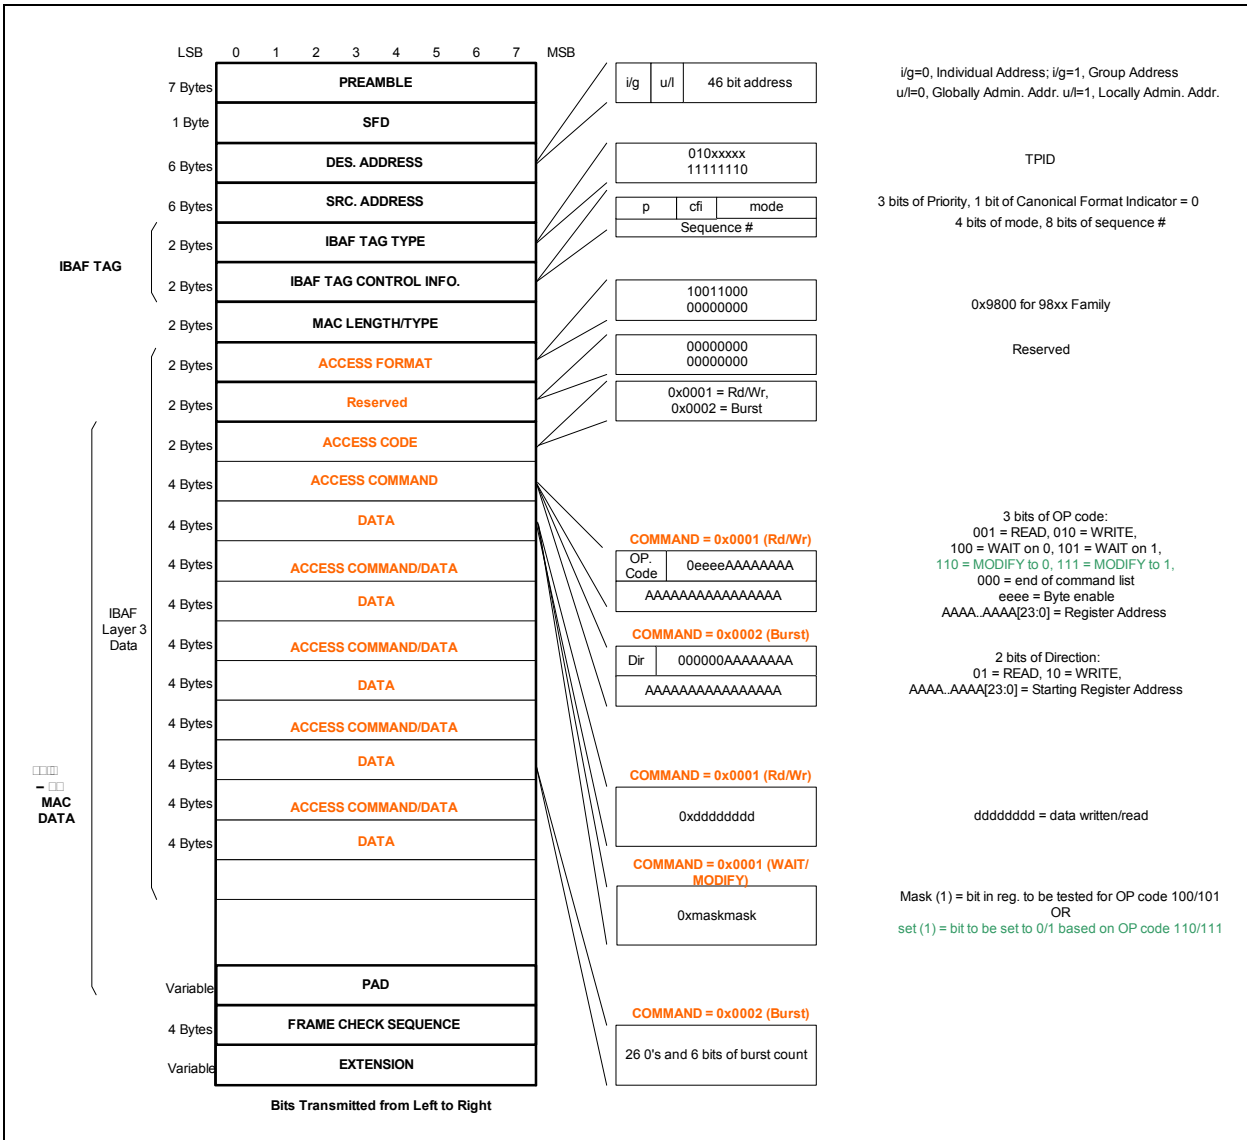 LSB 0 1 2 3 4 5 6 7 MSB
7 Bytes PREAMBLE
1 Byte SFD
6 Bytes DES. ADDRESS
6 Bytes SRC. ADDRESS
IBAF TAG
2 Bytes IBAF TAG TYPE
2 Bytes IBAF TAG CONTROL INFO.
2 Bytes MAC LENGTH/TYPE
2 Bytes ACCESS FORMAT
2 Bytes Reserved
2 Bytes ACCESS CODE
4 Bytes ACCESS COMMAND
4 Bytes DATA
4 Bytes ACCESS COMMAND/DATA
4 Bytes DATA
4 Bytes ACCESS COMMAND/DATA
4 Bytes DATA
4 Bytes ACCESS COMMAND/DATA
4 Bytes DATA
4 Bytes ACCESS COMMAND/DATA
4 Bytes DATA
IBAF
Layer 3
Data
–
MAC
DATA
Variable PAD
4 Bytes FRAME CHECK SEQUENCE
Variable EXTENSION
Bits Transmitted from Left to Right
i/g u/l 46 bit address
i/g=0, Individual Address; i/g=1, Group Address
u/l=0, Globally Admin. Addr. u/l=1, Locally Admin. Addr.
010xxxxx
11111110
TPID
p cfi mode
Sequence #
3 bits of Priority, 1 bit of Canonical Format Indicator = 0
4 bits of mode, 8 bits of sequence #
10011000
00000000
0x9800 for 98xx Family
00000000
00000000
Reserved
0x0001 = Rd/Wr,
0x0002 = Burst
COMMAND = 0x0001 (Rd/Wr)
OP.
Code
0eeeeAAAAAAAA
AAAAAAAAAAAAAAAA
3 bits of OP code:
001 = READ, 010 = WRITE,
100 = WAIT on 0, 101 = WAIT on 1,
110 = MODIFY to 0, 111 = MODIFY to 1,
000 = end of command list
eeee = Byte enable
AAAA..AAAA[23:0] = Register Address
COMMAND = 0x0002 (Burst)
Dir 000000AAAAAAAA
AAAAAAAAAAAAAAAA
2 bits of Direction:
01 = READ, 10 = WRITE,
AAAA..AAAA[23:0] = Starting Register Address
COMMAND = 0x0001 (Rd/Wr)
0xdddddddd
dddddddd = data written/read
COMMAND = 0x0001 (WAIT/
MODIFY)
0xmaskmask
Mask (1) = bit in reg. to be tested for OP code 100/101
OR
set (1) = bit to be set to 0/1 based on OP code 110/111
COMMAND = 0x0002 (Burst)
26 0's and 6 bits of burst count